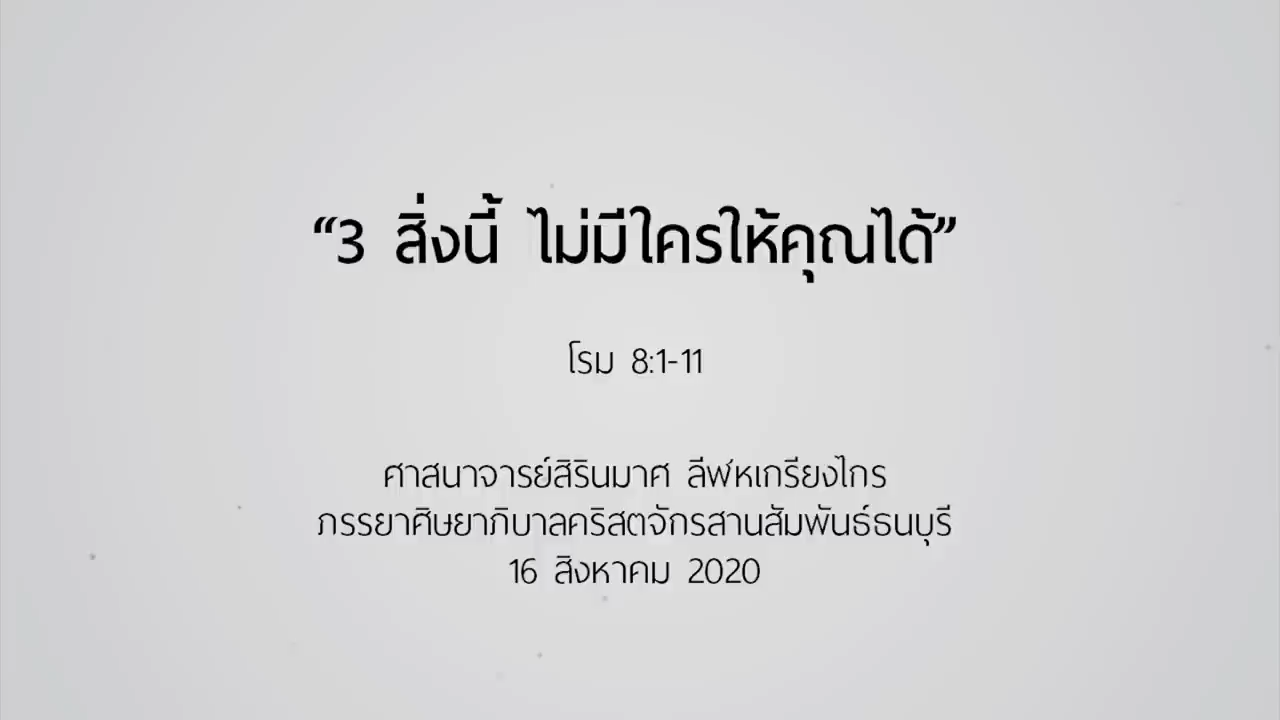 “3 สิ่งนี้ ไม่มีใครให้คุณได้”
โรม 8:1-11
ศาสนาจารย์สิรินมาศ ลีฬหเกรียงไกร
ภรรยาศิษยาภิบาลคริสตจักรสานสัมพันธ์ธนบุรี
16 สิงหาคม 2020